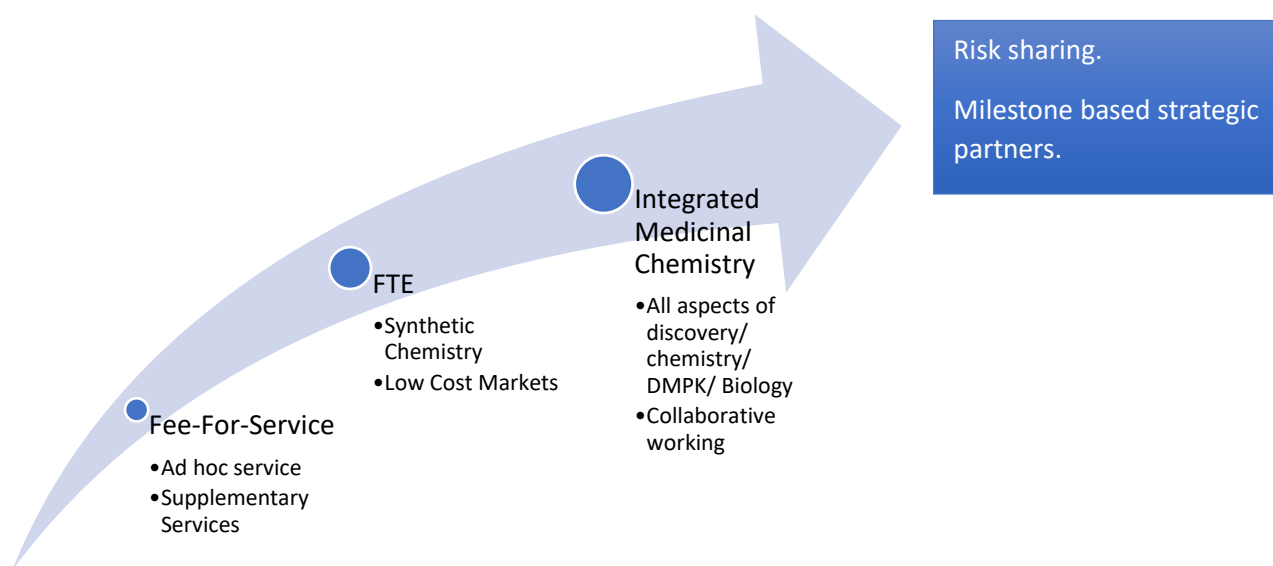 Fee-For-Service
•Ad hoc service
•Supplementary
Services
FTE
•Synthetic
Chemistry
•Low Cost Markets
Integrated
Medicinal
Chemistry
•All aspects of
discovery/
chemistry/
DMPK/ Biology
•Collaborative
working
Risk sharing.
Milestone based strategic
partners.